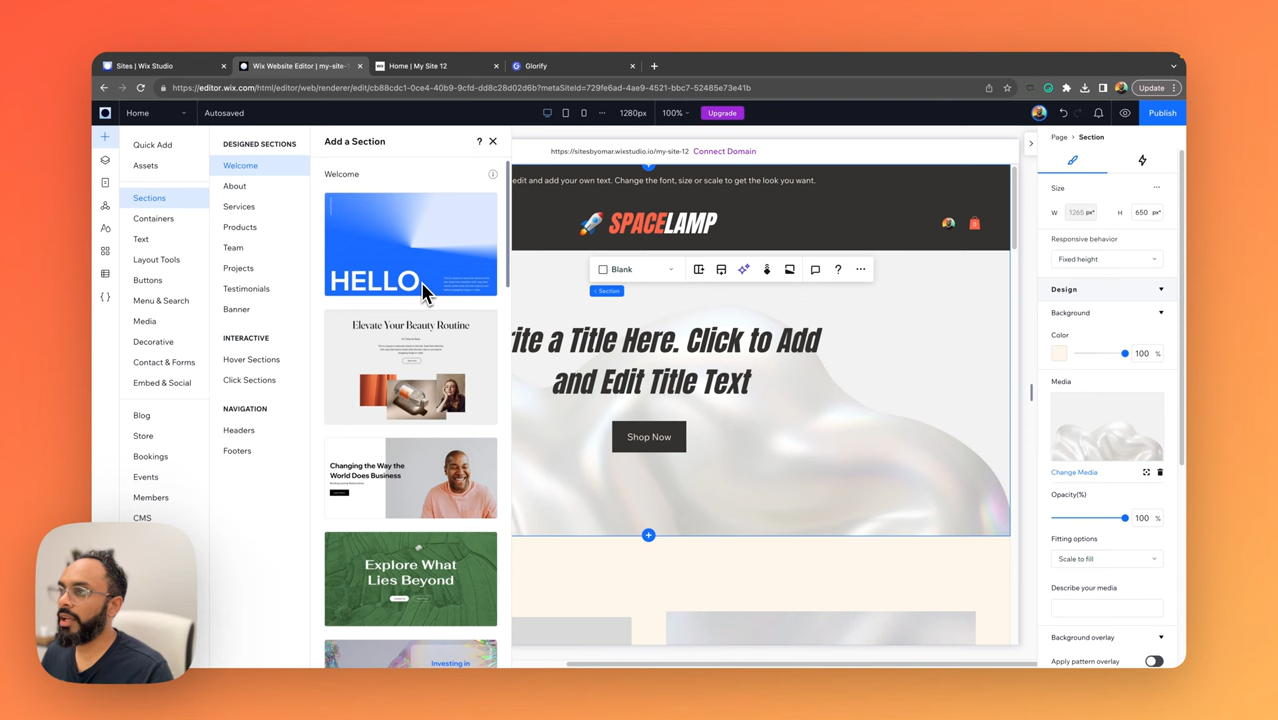 Sites | Wix Studio
Wix Website Editor | my-site-
Home | My Site 12
Glorify
https://editor.wix.com/html/editor/web/renderer/edit/cb88cdc1-0ce4-40b9-9cfd-dd8c28d02d6b?metaSiteId=729fe6ad-4ae9-4521-bbc7-52485e73e41b
Update
Home
Autosaved
1280px
100%
Upgrade
Publish
Quick Add
Assets
Sections
Containers
Text
Layout Tools
Buttons
Menu & Search
Media
Decorative
Contact & Forms
Embed & Social
Blog
Store
Bookings
Events
Members
CMS
DESIGNED SECTIONS
Welcome
About
Services
Products
Team
Projects
Testimonials
Banner
INTERACTIVE
Hover Sections
Click Sections
NAVIGATION
Headers
Footers
Add a Section
?
Welcome
HELLO
Elevate Your Beauty Routine
Changing the Way the
World Does Business
Explore What
Lies Beyond
Investing in
https://sitesbyomar.wixstudio.io/my-site-12 Connect Domain
edit and add your own text. Change the font, size or scale to get the look you want.
SPACELAMP
0
Blank
?
< Section
rite a Title Here. Click to Add
and Edit Title Text
Shop Now
Page > Section
Size
W 1265 px*
H 650 px*
Responsive behavior
Fixed height
Design
Background
Color
100 %
Media
Change Media
Opacity(%)
100 %
Fitting options
Scale to fill
Describe your media
Background overlay
Apply pattern overlay